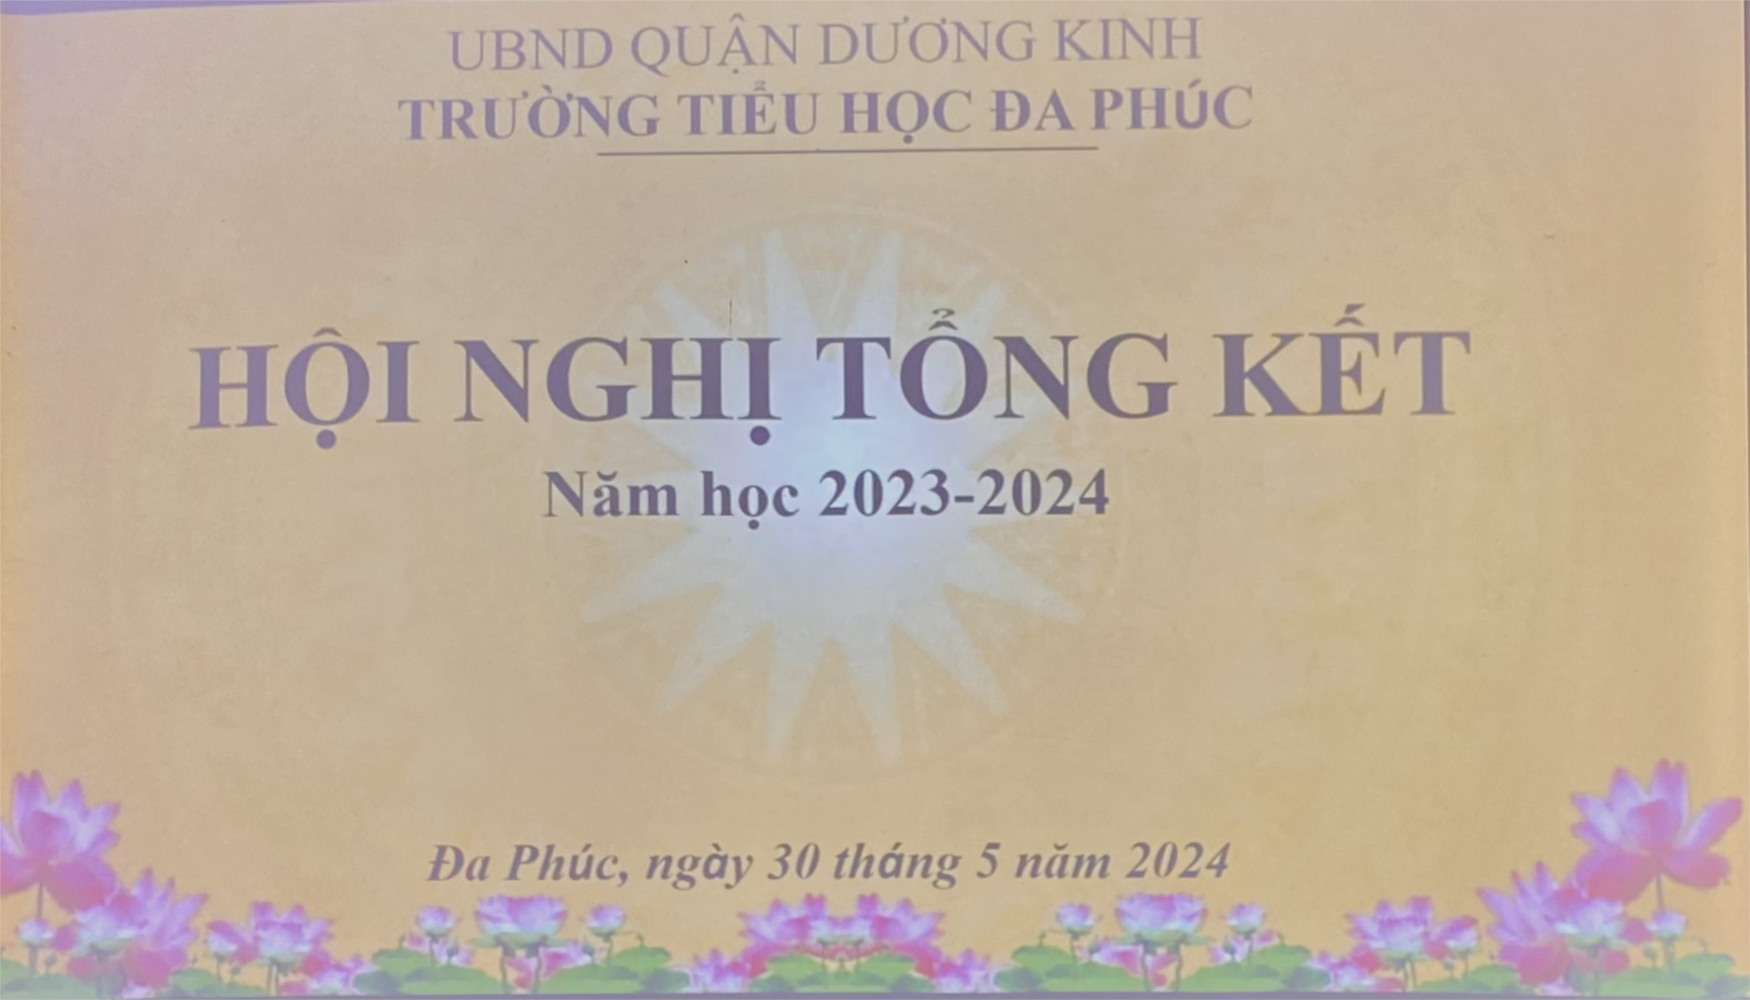 UBND QUẬN DƯƠNG KINH
TRƯỜNG TIỂU HỌC ĐA PHÚC
HỘI NGHỊ TỔNG KẾT
Năm học 2023-2024
Đa Phúc, ngày 30 tháng 5 năm 2024